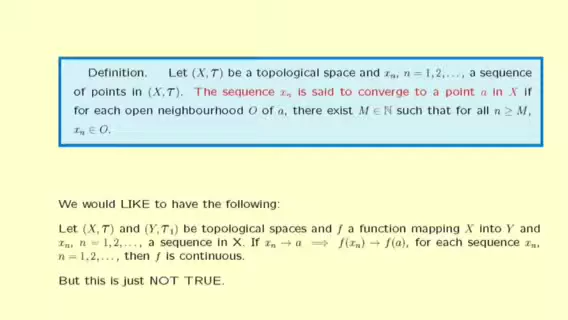 Definition. Let (X, 𝒯) be a topological space and xₙ, n = 1, 2, . . . , a sequence
of points in (X, 𝒯). The sequence xₙ is said to converge to a point a in X if
for each open neighbourhood O of a, there exist M ∈ ℕ such that for all n ≥ M,
xₙ ∈ O.
We would LIKE to have the following:
Let (X, 𝒯) and (Y, 𝒯₁) be topological spaces and f a function mapping X into Y and
xₙ, n = 1, 2, . . . , a sequence in X. If xₙ → a ⟹ f(xₙ) → f(a), for each sequence xₙ,
n = 1, 2, . . . , then f is continuous.
But this is just NOT TRUE.